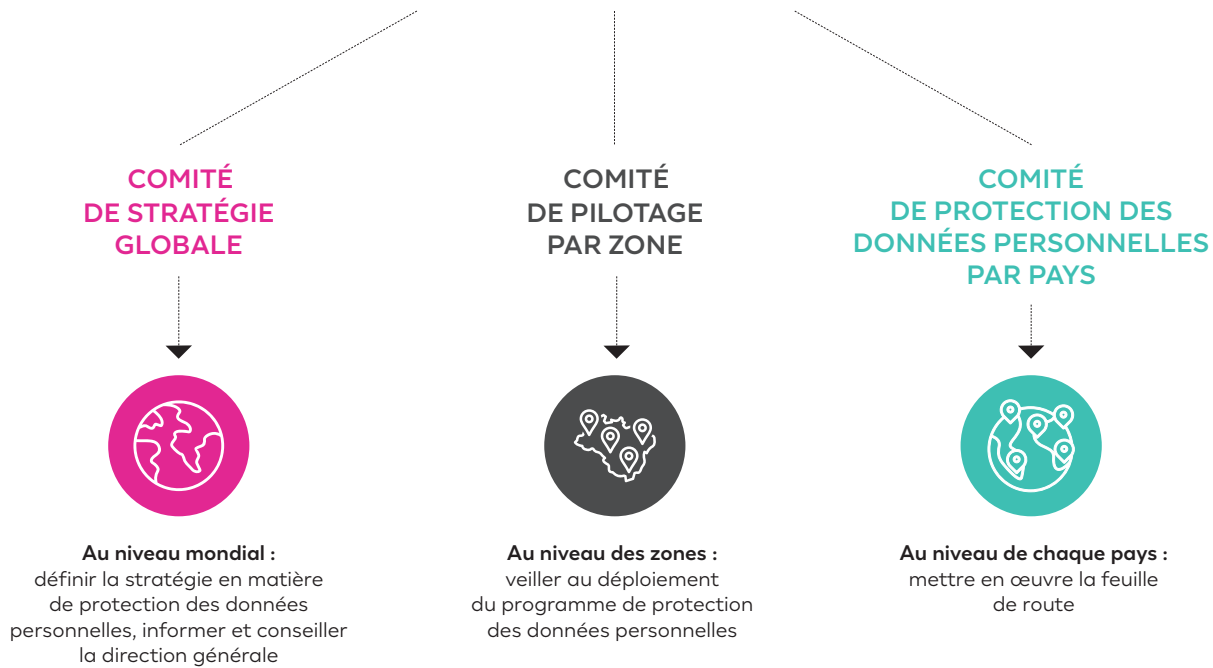 COMITÉ
DE STRATÉGIE
GLOBALE
Au niveau mondial :
définir la stratégie en matière
de protection des données
personnelles, informer et conseiller
la direction générale
COMITÉ
DE PILOTAGE
PAR ZONE
Au niveau des zones :
veiller au déploiement
du programme de protection
des données personnelles
COMITÉ
DE PROTECTION DES
DONNÉES PERSONNELLES
PAR PAYS
Au niveau de chaque pays :
mettre en œuvre la feuille
de route